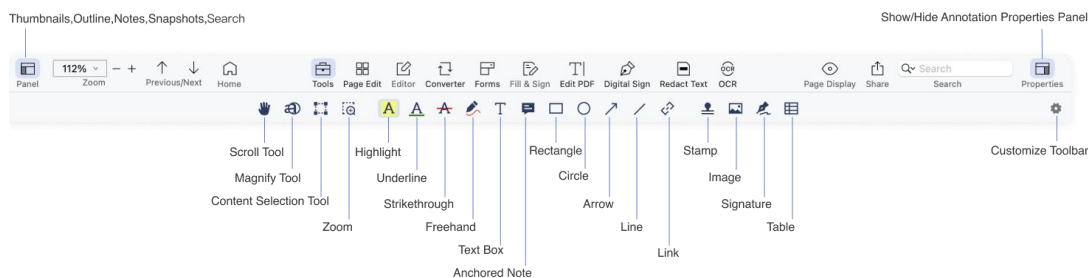 Thumbnails,Outline,Notes,Snapshots,Search
Show/Hide Annotation Properties Panel
112%
Search
Panel
Zoom
Previous/Next
Home
Tools
Page Edit
Editor
Converter
Forms
Fill & Sign
Edit PDF
Digital Sign
Redact Text
OCR
OCR
Page Display
Share
Search
Properties
Scroll Tool
Highlight
Rectangle
Stamp
Customize Toolbar
Magnify Tool
Underline
Circle
Image
Content Selection Tool
Strikethrough
Arrow
Signature
Zoom
Freehand
Line
Table
Text Box
Link
Anchored Note